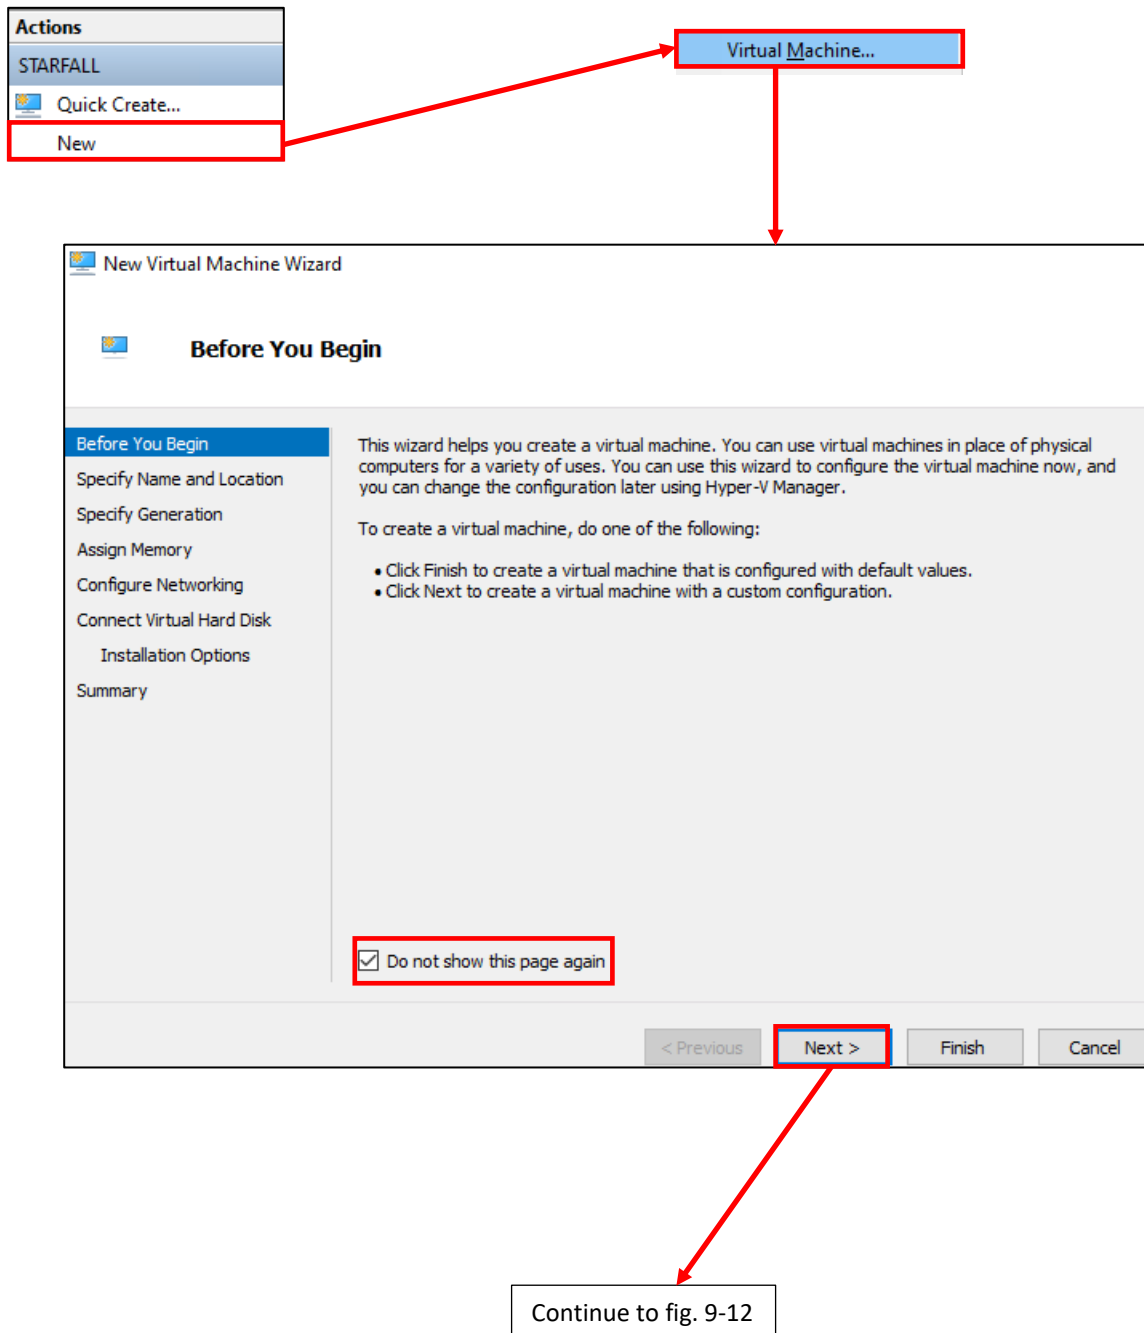 Actions
STARFALL
Quick Create...
New
Virtual Machine...
New Virtual Machine Wizard
Before You Begin
Before You Begin
Specify Name and Location
Specify Generation
Assign Memory
Configure Networking
Connect Virtual Hard Disk
Installation Options
Summary
This wizard helps you create a virtual machine. You can use virtual machines in place of physical
computers for a variety of uses. You can use this wizard to configure the virtual machine now, and
you can change the configuration later using Hyper-V Manager.
To create a virtual machine, do one of the following:
• Click Finish to create a virtual machine that is configured with default values.
• Click Next to create a virtual machine with a custom configuration.
Do not show this page again
< Previous
Next >
Finish
Cancel
Continue to fig. 9-12